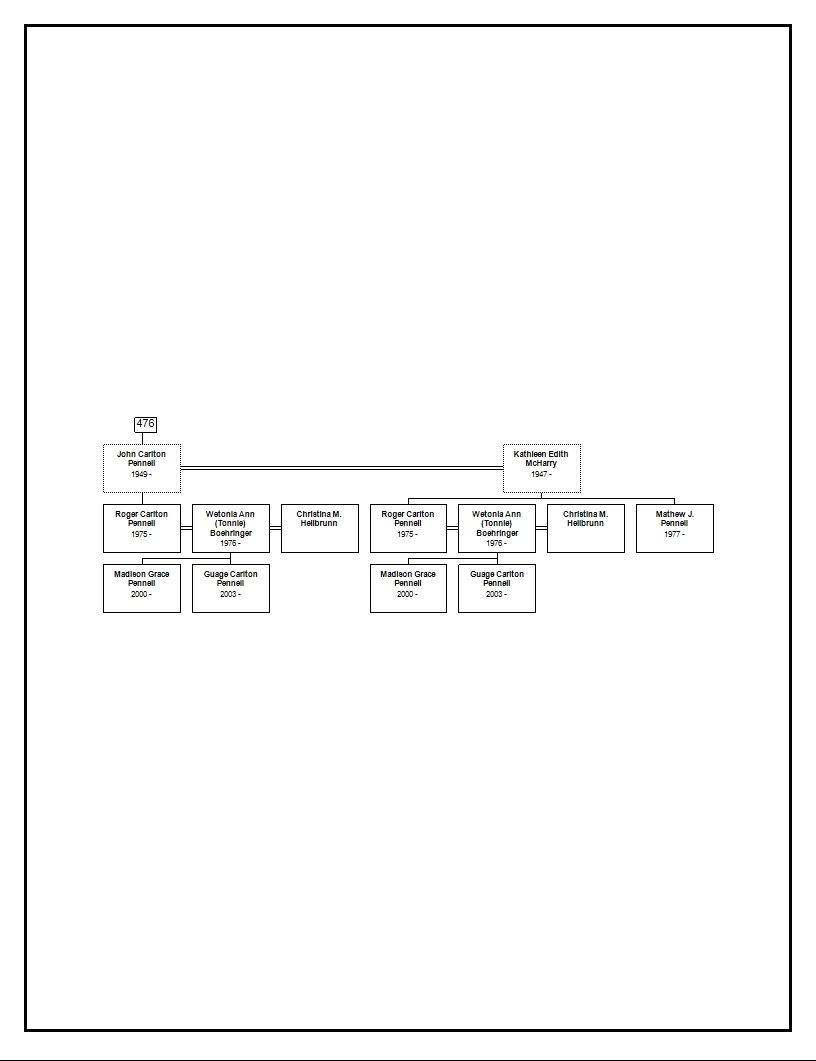 476
John Carlton
Pennell
1949 -
Kathleen Edith
McHarry
1947 -
Roger Carlton
Pennell
1975 -
Wetonia Ann
(Tonnie)
Boehringer
1976 -
Christina M.
Heilbrunn
Roger Carlton
Pennell
1975 -
Wetonia Ann
(Tonnie)
Boehringer
1976 -
Christina M.
Heilbrunn
Mathew J.
Pennell
1977 -
Madison Grace
Pennell
2000 -
Guage Carlton
Pennell
2003 -
Madison Grace
Pennell
2000 -
Guage Carlton
Pennell
2003 -